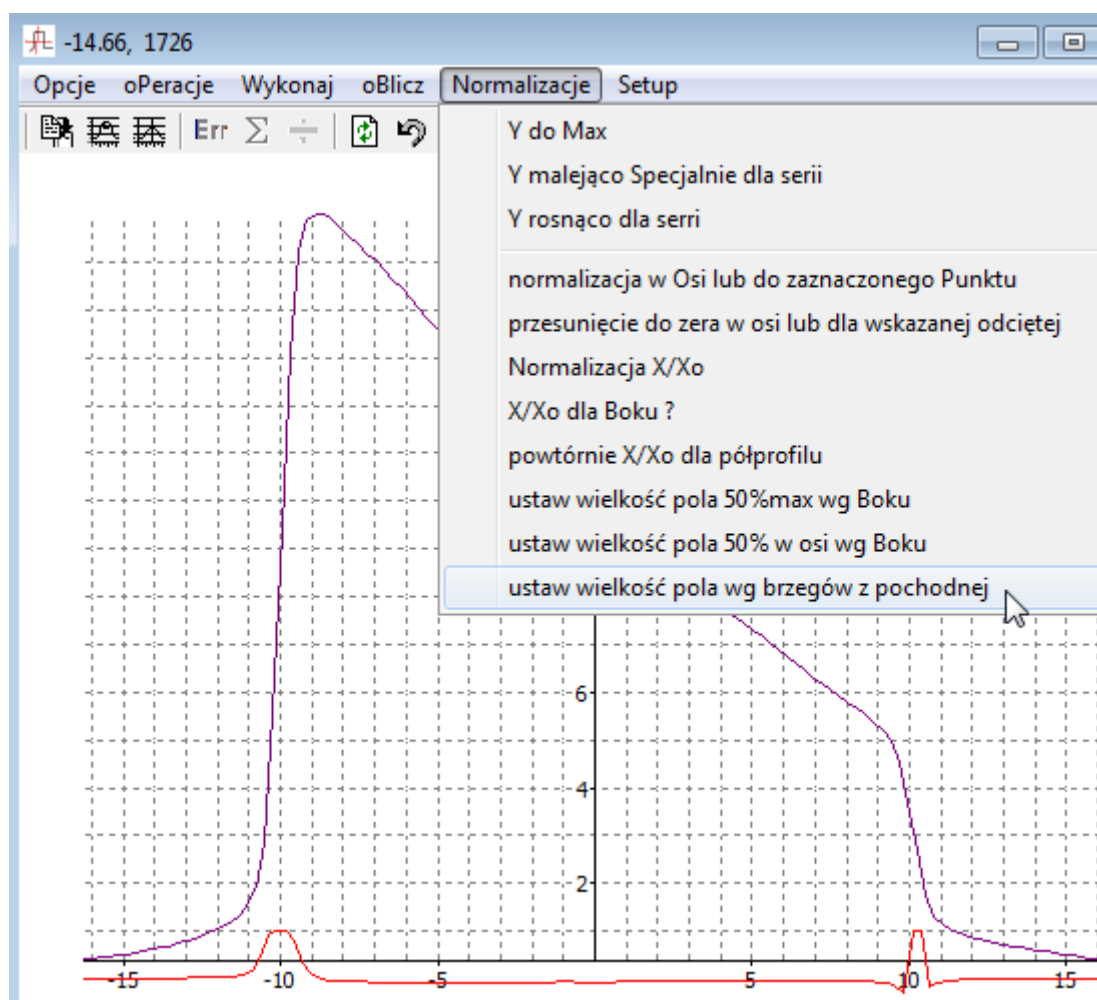 -14.66, 1726
Opcje oPeracje Wykonaj oBlicz Normalizacje Setup
Err Σ ÷
Y do Max
Y malejąco Specjalnie dla serii
Y rosnąco dla serri
normalizacja w Osi lub do zaznaczonego Punktu
przesunięcie do zera w osi lub dla wskazanej odciętej
Normalizacja X/Xo
X/Xo dla Boku ?
powtórnie X/Xo dla półprofilu
ustaw wielkość pola 50%max wg Boku
ustaw wielkość pola 50% w osi wg Boku
ustaw wielkość pola wg brzegów z pochodnej
6
4
2
-15 -10 -5 5 10 15